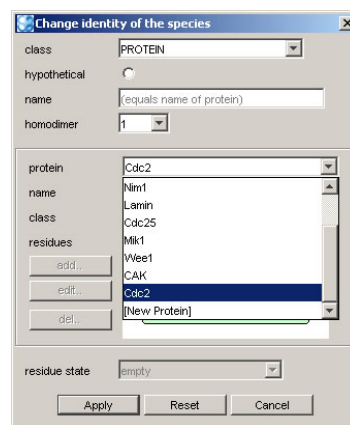 Change identity of the species
class PROTEIN
hypothetical
name (equals name of protein)
homodimer 1
protein Cdc2
name
class
residues
add..
edit..
del..
Nim1
Lamin
Cdc25
Mik1
Wee1
CAK
Cdc2
[New Protein]
residue state empty
Apply Reset Cancel